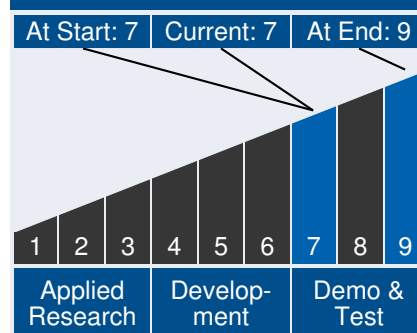 At Start: 7 Current: 7 At End: 9
1 2 3 4 5 6 7 8 9
Applied Develop- Demo &
Research ment Test